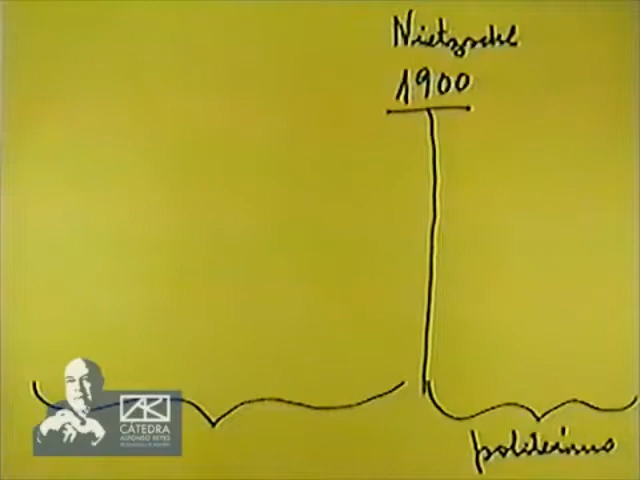 Nietzsche
1900
politeísmo
CÁTEDRA
ALFONSO REYES